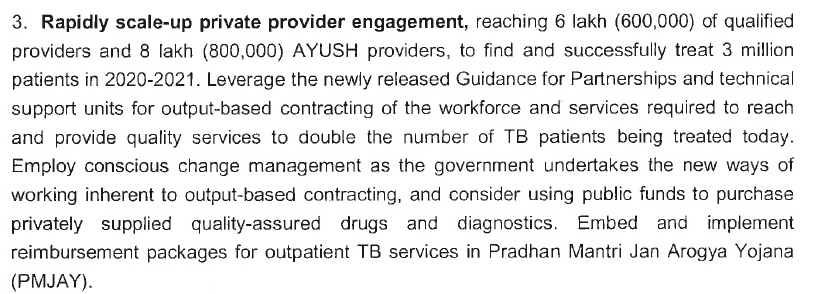 3. Rapidly scale-up private provider engagement, reaching 6 lakh (600,000) of qualified
providers and 8 lakh (800,000) AYUSH providers, to find and successfully treat 3 million
patients in 2020-2021. Leverage the newly released Guidance for Partnerships and technical
support units for output-based contracting of the workforce and services required to reach
and provide quality services to double the number of TB patients being treated today.
Employ conscious change management as the government undertakes the new ways of
working inherent to output-based contracting, and consider using public funds to purchase
privately supplied quality-assured drugs and diagnostics. Embed and implement
reimbursement packages for outpatient TB services in Pradhan Mantri Jan Arogya Yojana
(PMJAY).